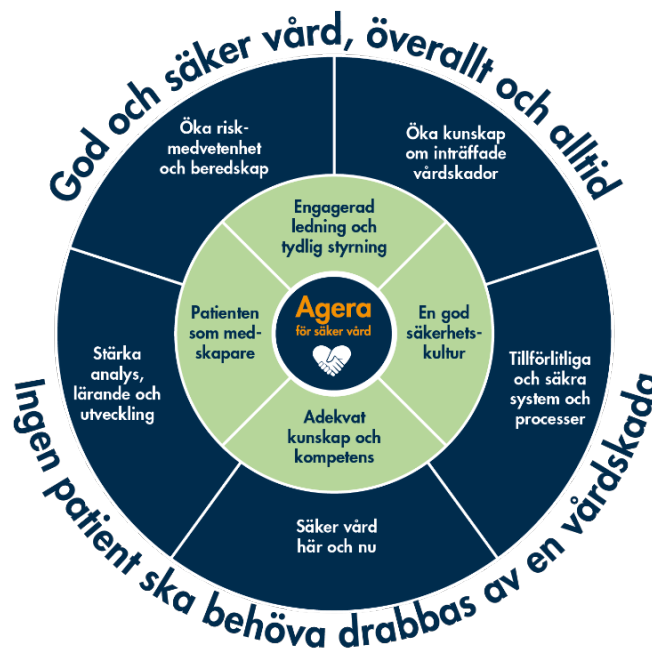 God och säker vård, överallt och alltid
Öka risk-
medvetenhet
och beredskap
Öka kunskap
om inträffade
vårdskador
Engagerad
ledning och
tydlig styrning
Patienten
som med-
skapare
Agera
för säker vård
En god
säkerhets-
kultur
Stärka
analys,
lärande och
utveckling
Tillförlitliga
och säkra
system och
processer
Adekvat
kunskap och
kompetens
Säker vård
här och nu
Ingen patient ska behöva drabbas av en vårdskada